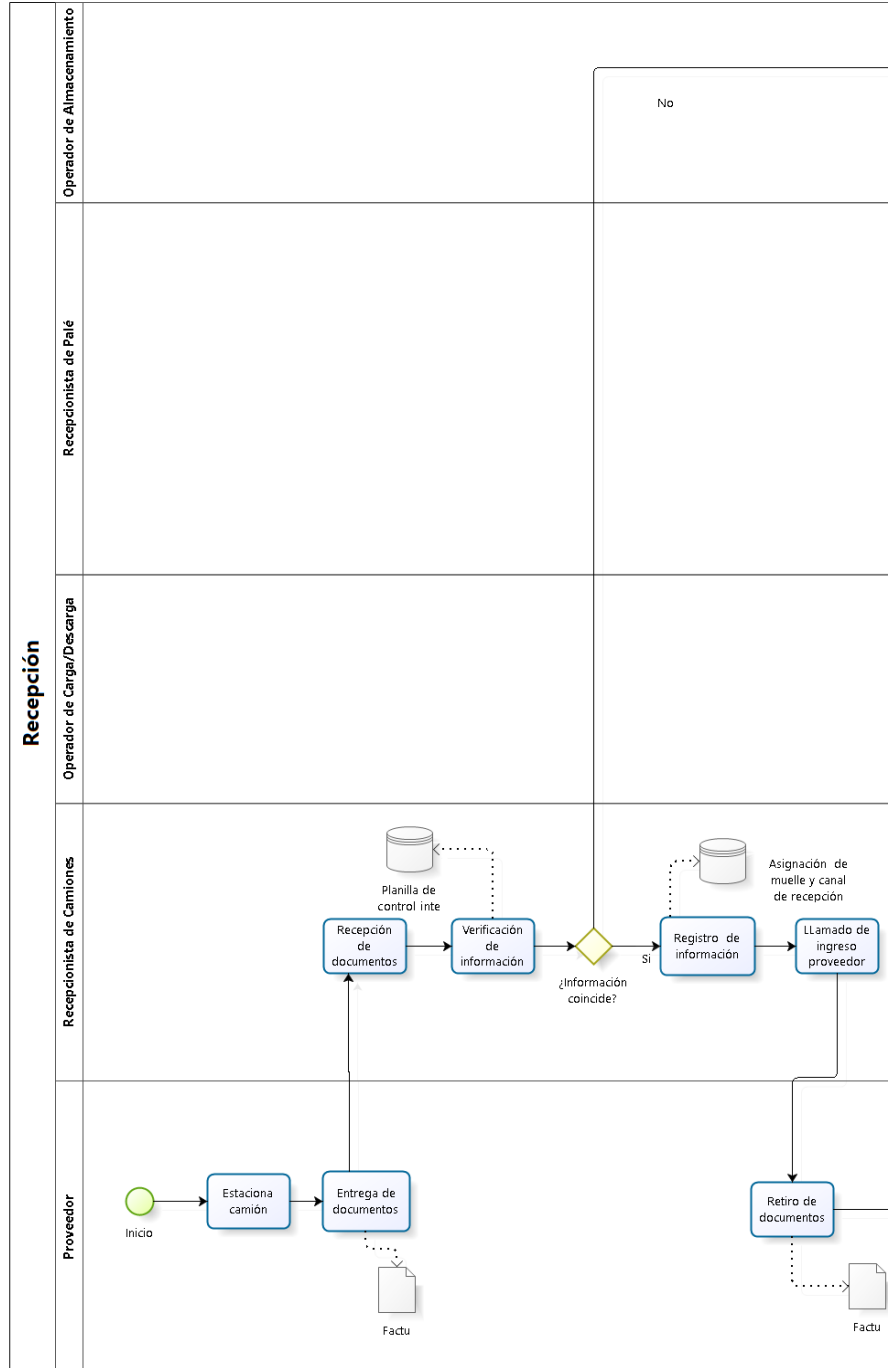 Recepción
Operador de Almacenamiento
No
Recepcionista de Palé
Operador de Carga/Descarga
Recepcionista de Camiones
Planilla de
control inte
Asignación de
muelle y canal
de recepción
Recepción
de
documentos
Verificación
de
información
¿Información
coincide?
Si
Registro de
información
LLamado de
ingreso
proveedor
Proveedor
Inicio
Estaciona
camión
Entrega de
documentos
Factu
Retiro de
documentos
Factu